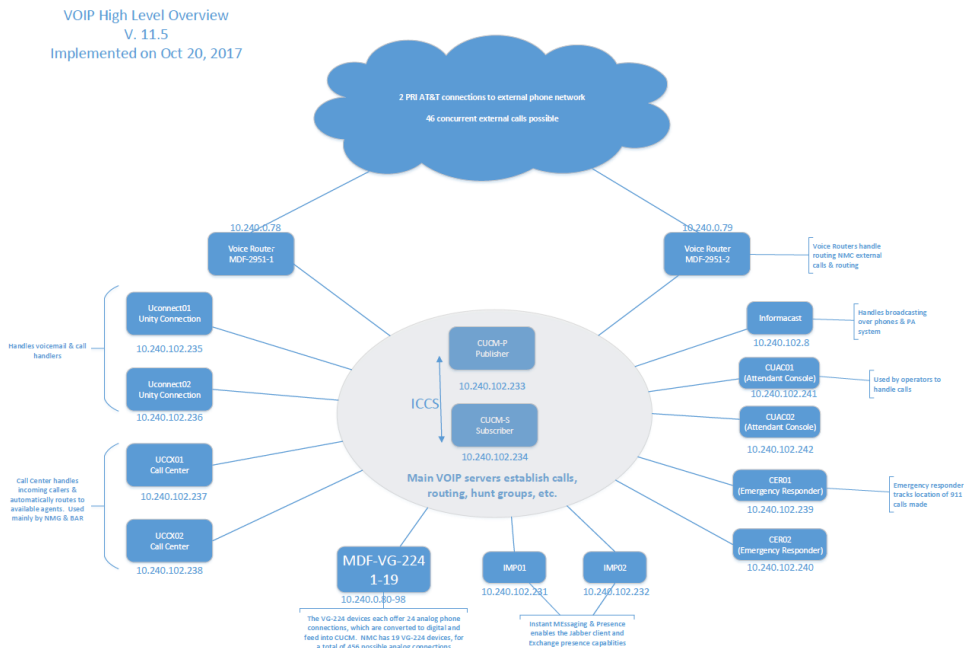 VOIP High Level Overview
V. 11.5
Implemented on Oct 20, 2017
2 PRI AT&T connections to external phone network
46 concurrent external calls possible
10.240.0.78
Voice Router
MDF-2951-1
10.240.0.79
Voice Router
MDF-2951-2
Voice Routers handle
routing NMC external
calls & routing
Uconnect01
Unity Connection
10.240.102.235
Handles voicemail & call
handlers
Uconnect02
Unity Connection
10.240.102.236
CUCM-P
Publisher
10.240.102.233
ICCS
CUCM-S
Subscriber
10.240.102.234
Main VOIP servers establish calls,
routing, hunt groups, etc.
Informacast
10.240.102.8
Handles broadcasting
over phones & PA
system
CUAC01
(Attendant Console)
10.240.102.241
Used by operators to
handle calls
CUAC02
(Attendant Console)
10.240.102.242
UCCX01
Call Center
10.240.102.237
Call Center handles
incoming callers &
automatically routes to
available agents. Used
mainly by NMG & BAR
UCCX02
Call Center
10.240.102.238
CER01
(Emergency Responder)
10.240.102.239
Emergency responder
tracks location of 911
calls made
CER02
(Emergency Responder)
10.240.102.240
MDF-VG-224
1-19
10.240.0.80-98
The VG-224 devices each offer 24 analog phone
connections, which are converted to digital and
feed into CUCM. NMC has 19 VG-224 devices, for
a total of 456 possible analog connections
IMP01
10.240.102.231
IMP02
10.240.102.232
Instant MEssaging & Presence
enables the Jabber client and
Exchange presence capablities